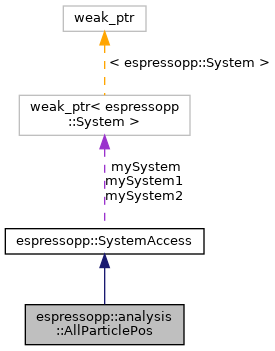 weak_ptr
< espressopp::System >
weak_ptr< espressopp
::System >
mySystem
mySystem1
mySystem2
espressopp::SystemAccess
espressopp::analysis
::AllParticlePos